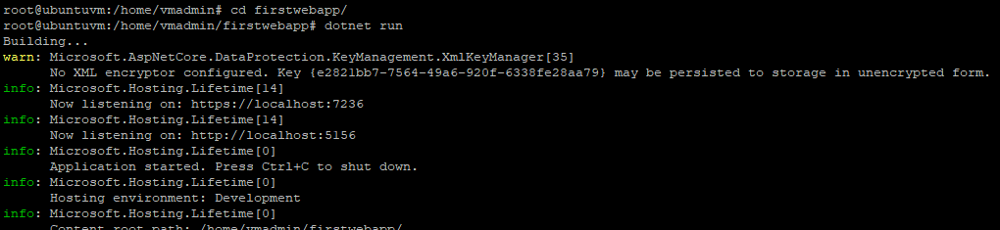 root@ubuntuvm:/home/vmadmin# cd firstwebapp/
root@ubuntuvm:/home/vmadmin/firstwebapp# dotnet run
Building...
warn: Microsoft.AspNetCore.DataProtection.KeyManagement.XmlKeyManager[35]
      No XML encryptor configured. Key {e2821bb7-7564-49a6-920f-6338fe28aa79} may be persisted to storage in unencrypted form.
info: Microsoft.Hosting.Lifetime[14]
      Now listening on: https://localhost:7236
info: Microsoft.Hosting.Lifetime[14]
      Now listening on: http://localhost:5156
info: Microsoft.Hosting.Lifetime[0]
      Application started. Press Ctrl+C to shut down.
info: Microsoft.Hosting.Lifetime[0]
      Hosting environment: Development
info: Microsoft.Hosting.Lifetime[0]
      Content root path: /home/vmadmin/firstwebapp/